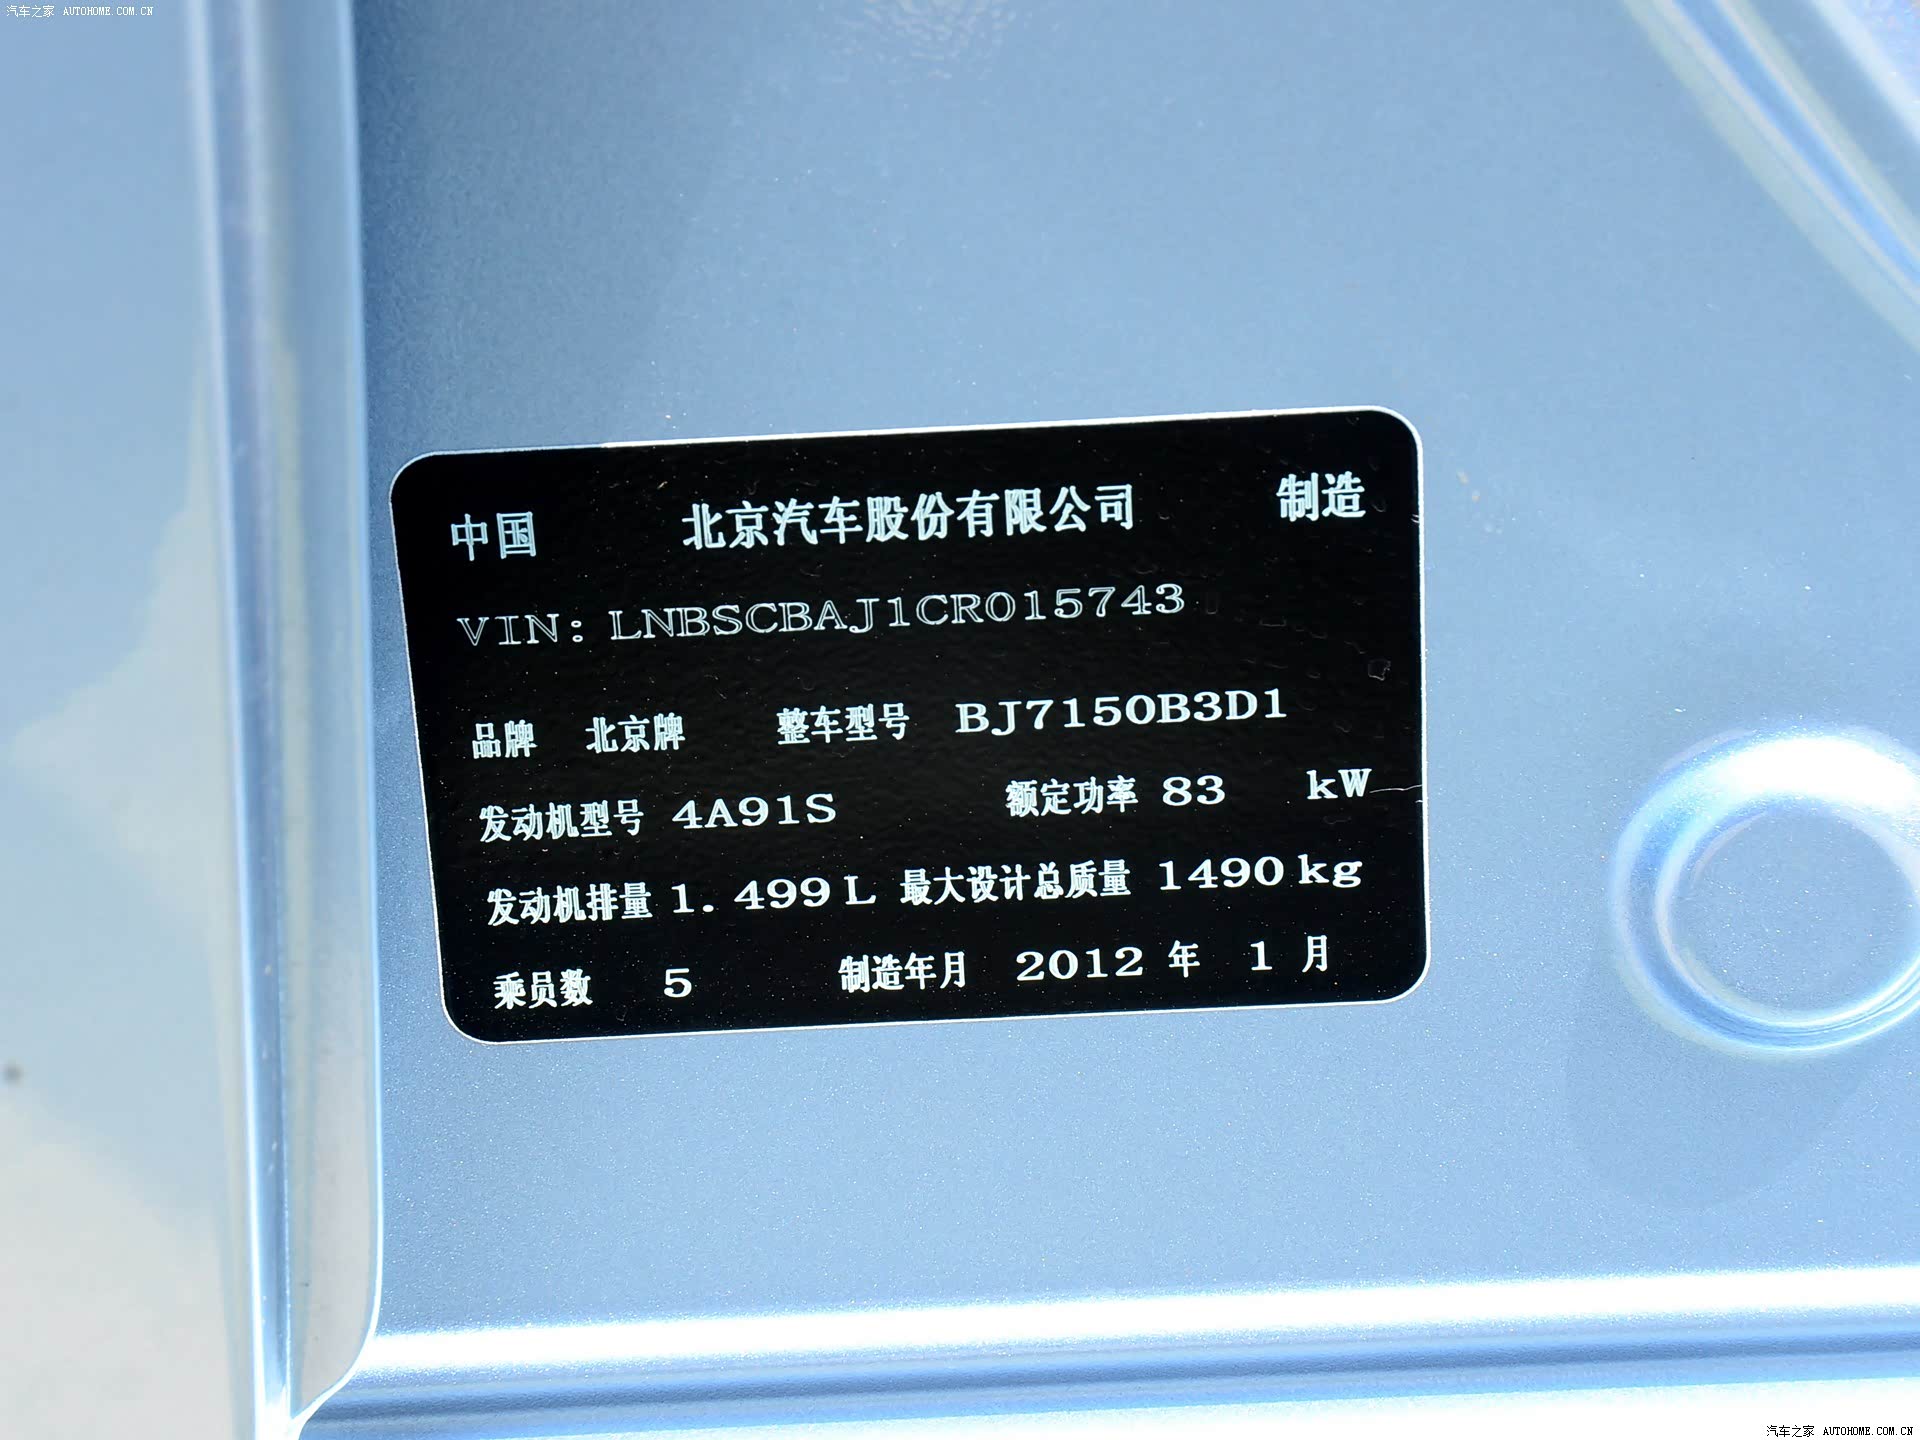 汽车之家 AUTOHOME.COM.CN
中国 北京汽车股份有限公司 制造
VIN: LNBSCBAJ1CR015743
品牌 北京牌 整车型号 BJ7150B3D1
发动机型号 4A91S 额定功率 83 kW
发动机排量 1.499 L 最大设计总质量 1490 kg
乘员数 5 制造年月 2012 年 1 月
汽车之家 AUTOHOME.COM.CN